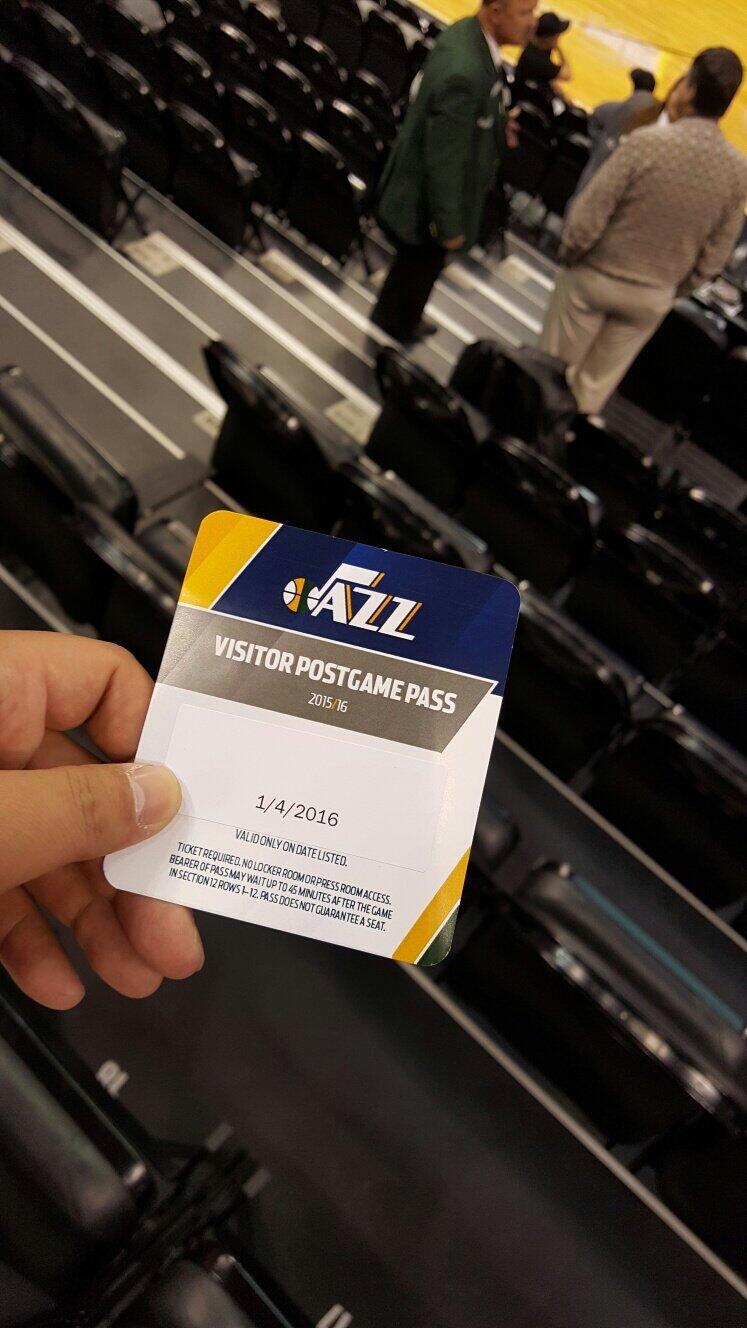 JAZZ
VISITOR POSTGAME PASS
2015/16
1/4/2016
VALID ONLY ON DATE LISTED.
TICKET REQUIRED. NO LOCKER ROOM OR PRESS ROOM ACCESS.
BEARER OF PASS MAY WAIT UP TO 45 MINUTES AFTER THE GAME
IN SECTION 12 ROWS 1-12. PASS DOES NOT GUARANTEE A SEAT.